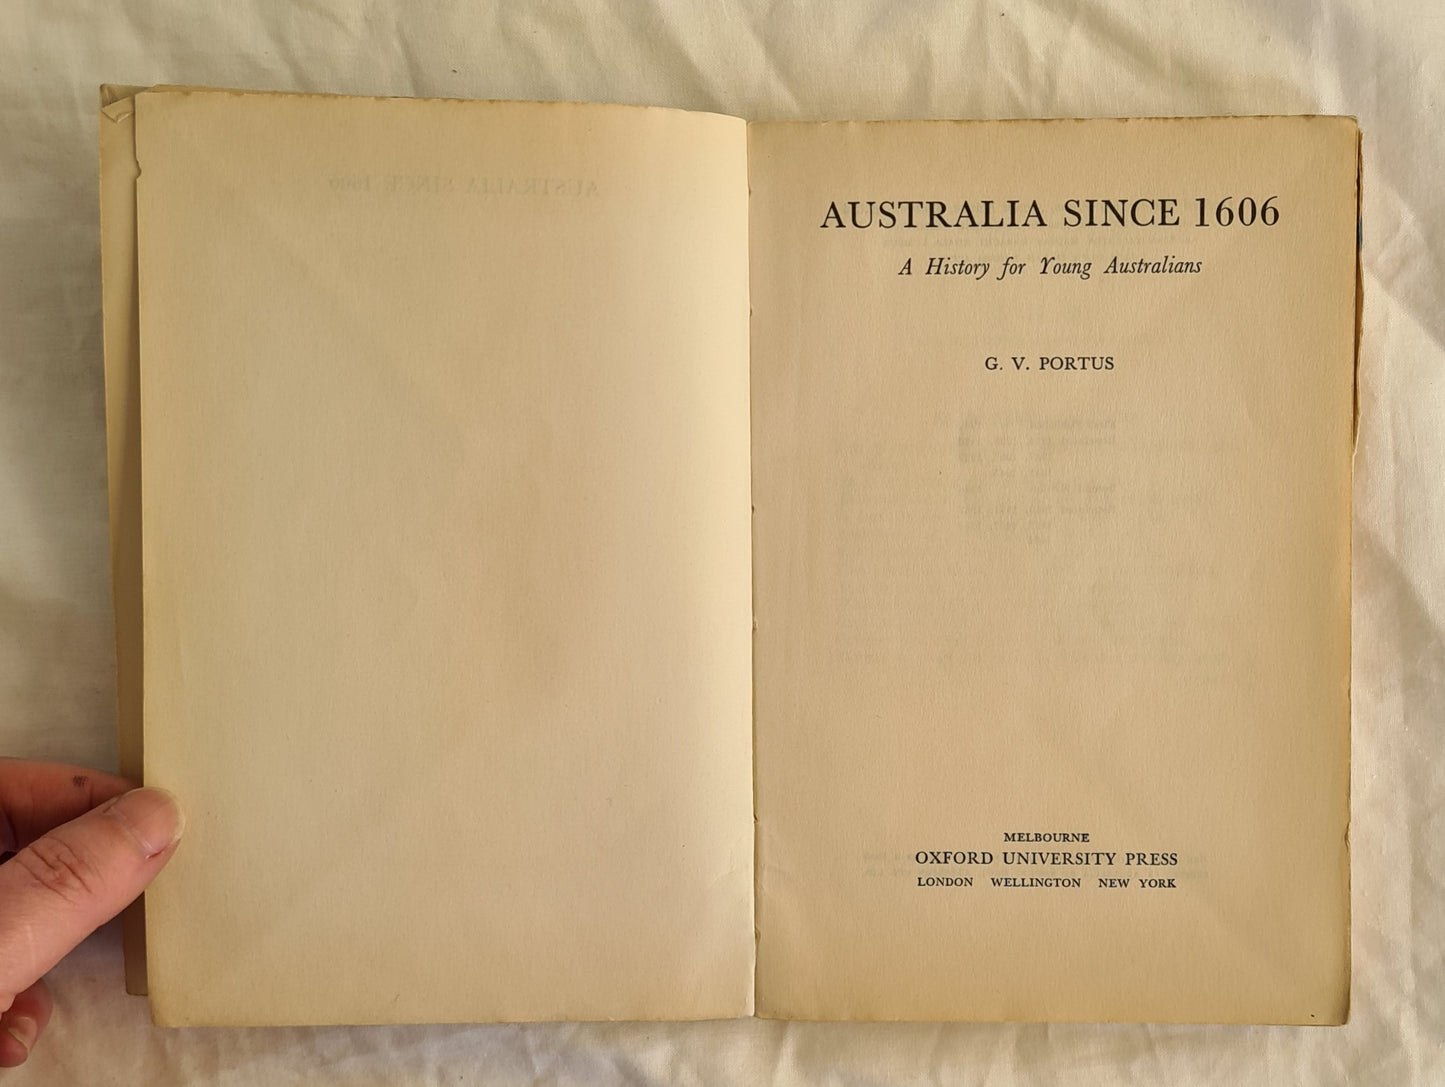 AUSTRALIA SINCE 1606
A History for Young Australians
G. V. PORTUS
MELBOURNE
OXFORD UNIVERSITY PRESS
LONDON WELLINGTON NEW YORK